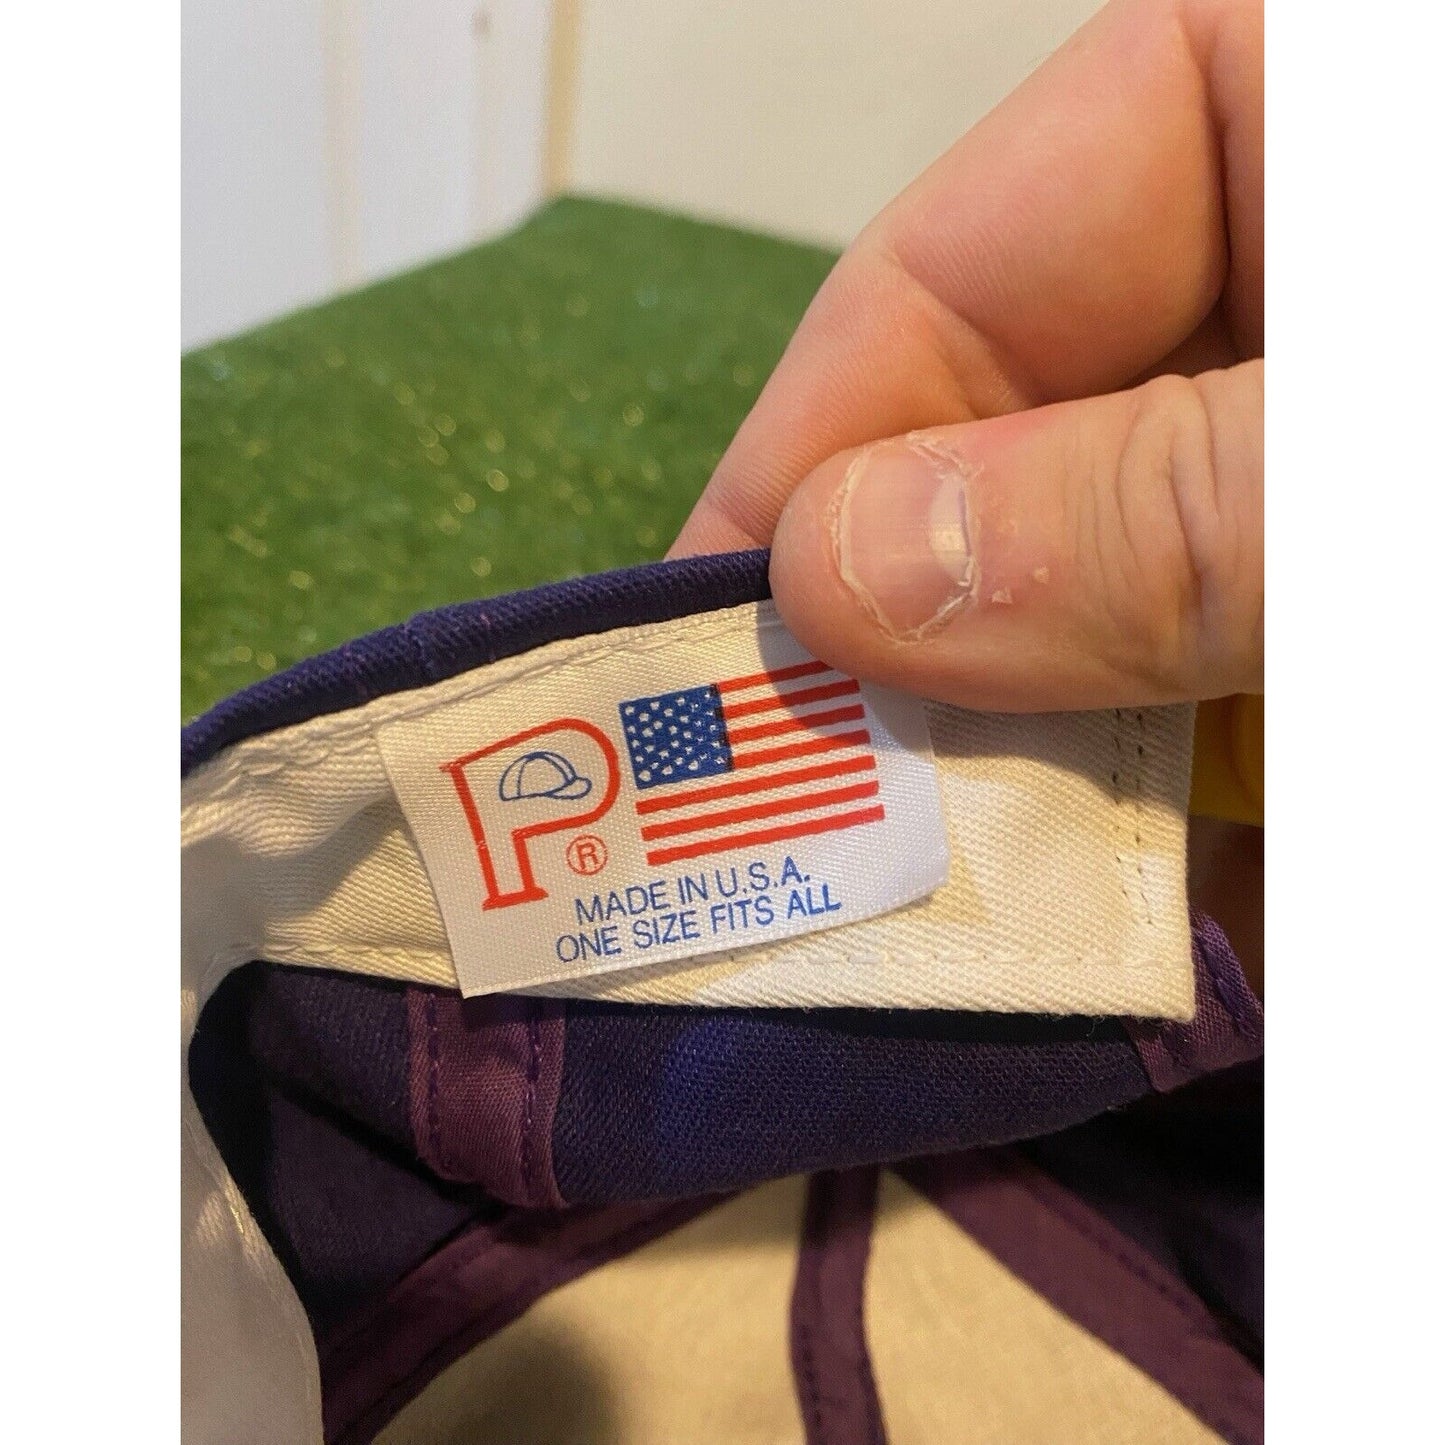 P
®
MADE IN U.S.A.
ONE SIZE FITS ALL